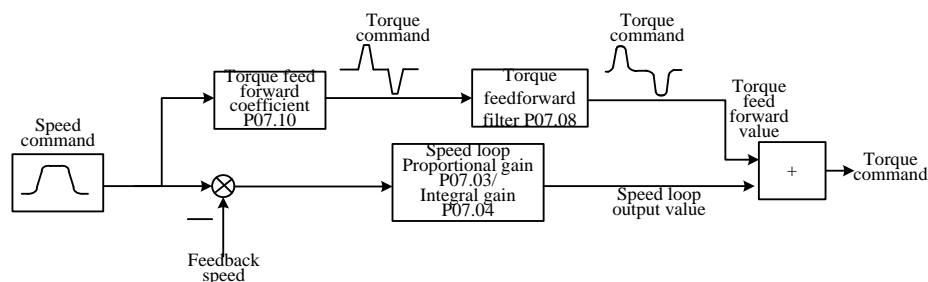 Torque
command
Torque
command
Torque feed
forward
coefficient
P07.10
Torque
feedforward
filter P07.08
Torque
feed
forward
value
Speed
command
Speed loop
Proportional gain
P07.03/
Integral gain
P07.04
+
Torque
command
Speed loop
output value
Feedback
speed